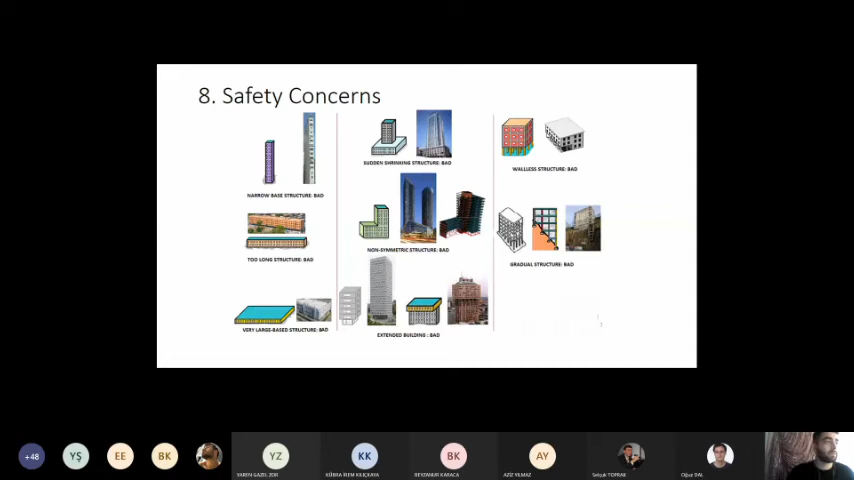 8. Safety Concerns
NARROW BASE STRUCTURE: BAD
TOO LONG STRUCTURE: BAD
VERY LARGE-BASED STRUCTURE: BAD
SUDDEN SHRINKING STRUCTURE: BAD
NON-SYMMETRIC STRUCTURE: BAD
EXTENDED BUILDING : BAD
WALLLESS STRUCTURE: BAD
GRADUAL STRUCTURE: BAD
+48
YŞ
EE
BK
YZ
KK
BK
AY
KÜBRA İREM KILIÇKAYA
BEYZANUR KARACA
AZİZ YILMAZ
Selçuk TOPRAK
Oğuz DAL